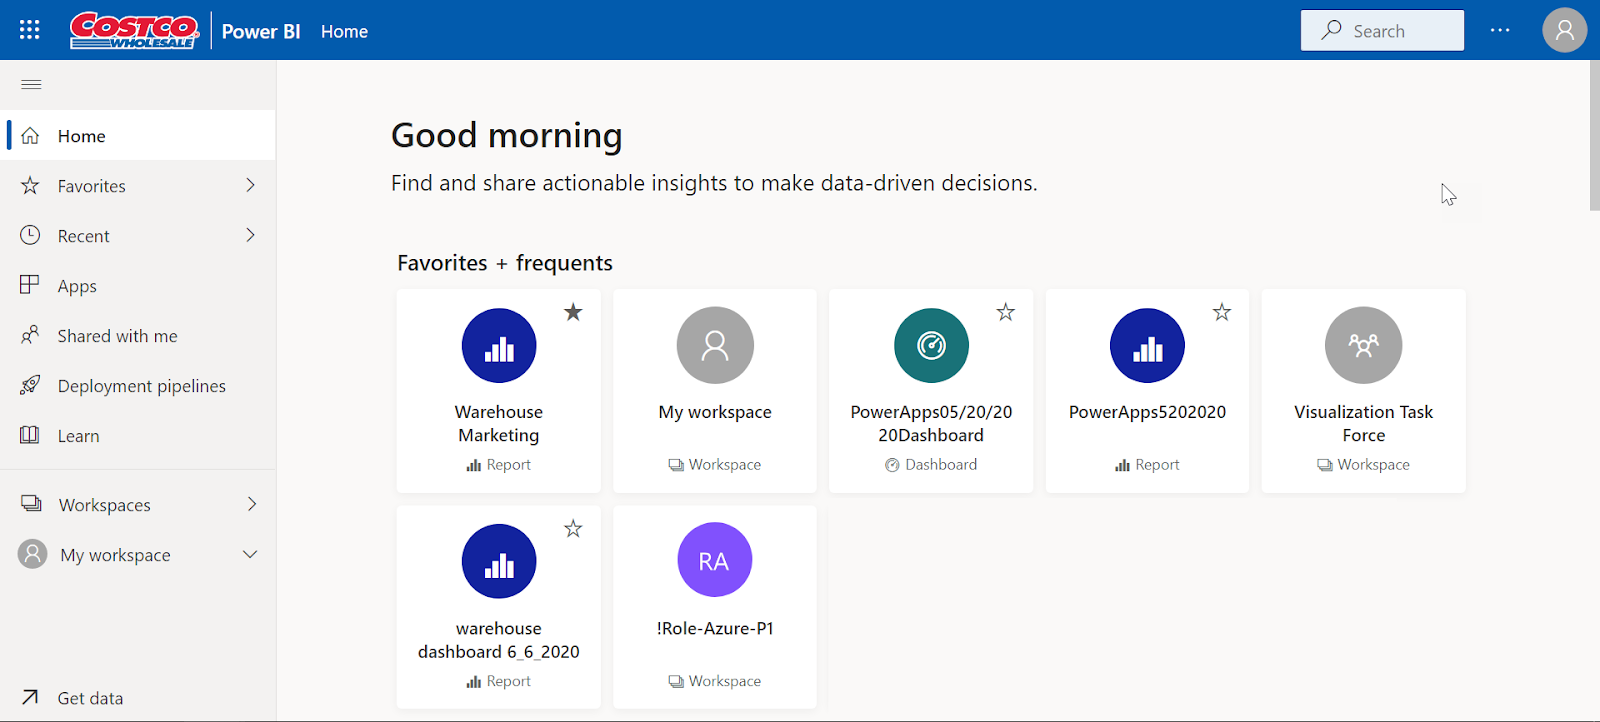 COSTCO
WHOLESALE
Power BI
Home
Search
Home
Favorites
Recent
Apps
Shared with me
Deployment pipelines
Learn
Workspaces
My workspace
Get data
Good morning
Find and share actionable insights to make data-driven decisions.
Favorites + frequents
Warehouse
Marketing
Report
My workspace
Workspace
PowerApps05/20/20
20Dashboard
Dashboard
PowerApps5202020
Report
Visualization Task
Force
Workspace
warehouse
dashboard 6_6_2020
Report
RA
!Role-Azure-P1
Workspace